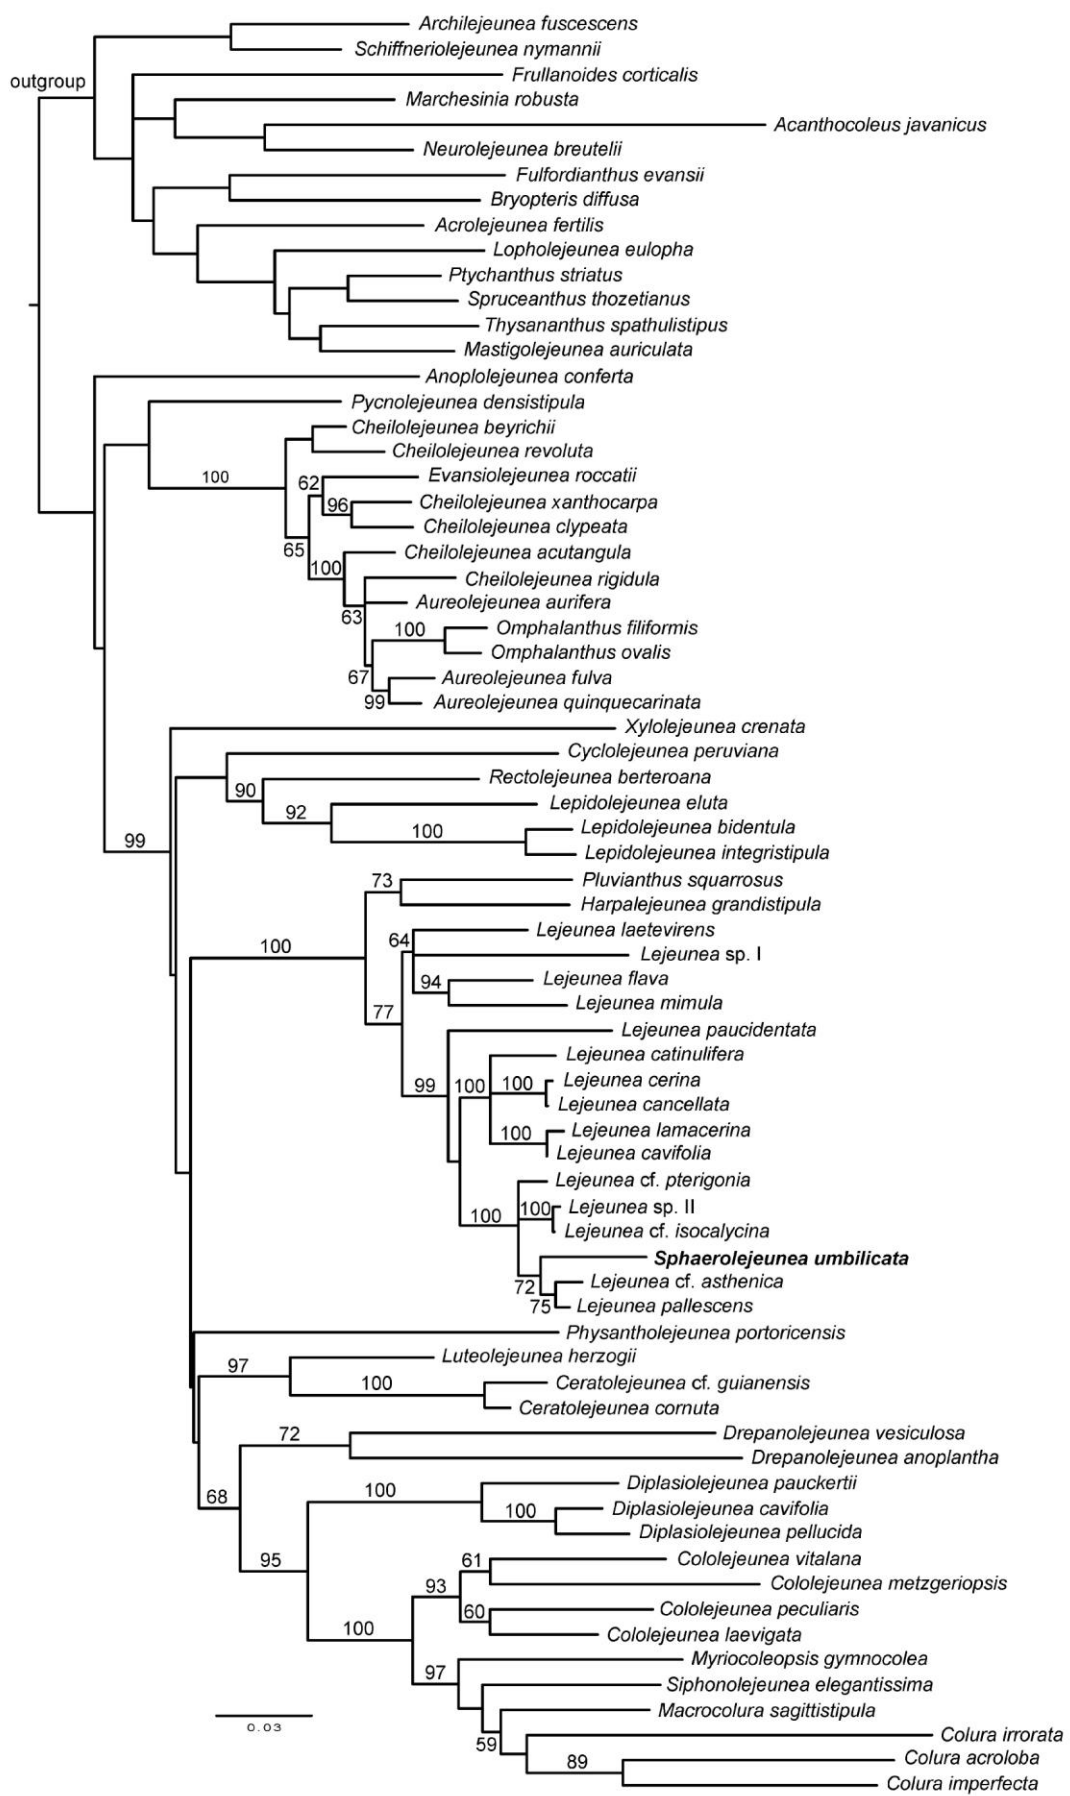 Archilejeunea fuscescens
Schiffneriolejeunea nymannii
Frullanoides corticalis
outgroup
Marchesinia robusta
Acanthocoleus javanicus
Neurolejeunea breutelii
Fulfordianthus evansii
Bryopteris diffusa
Acrolejeunea fertilis
Lopholejeunea eulopha
Ptychanthus striatus
Spruceanthus thozetianus
Thysananthus spathulistipus
Mastigolejeunea auriculata
Anoplolejeunea conferta
Pycnolejeunea densistipula
Cheilolejeunea beyrichii
Cheilolejeunea revoluta
100
Evansiolejeunea roccatii
62
Cheilolejeunea xanthocarpa
96
Cheilolejeunea clypeata
65
Cheilolejeunea acutangula
100
Cheilolejeunea rigidula
Aureolejeunea aurifera
63
Omphalanthus filiformis
100
Omphalanthus ovalis
67
Aureolejeunea fulva
99
Aureolejeunea quinquecarinata
Xylolejeunea crenata
Cyclolejeunea peruviana
Rectolejeunea berteroana
90
Lepidolejeunea eluta
92
Lepidolejeunea bidentula
100
99
Lepidolejeunea integristipula
73
Pluvianthus squarrosus
Harpalejeunea grandistipula
Lejeunea laetevirens
64
100
Lejeunea sp. I
Lejeunea flava
94
Lejeunea mimula
77
Lejeunea paucidentata
Lejeunea catinulifera
Lejeunea cerina
99
100
100
Lejeunea cancellata
Lejeunea lamacerina
100
Lejeunea cavifolia
Lejeunea cf. pterigonia
Lejeunea sp. II
100
100
Lejeunea cf. isocalycina
Sphaerolejeunea umbilicata
Lejeunea cf. asthenica
72
Lejeunea pallescens
75
Physantholejeunea portoricensis
Luteolejeunea herzogii
97
Ceratolejeunea cf. guianensis
100
Ceratolejeunea cornuta
Drepanolejeunea vesiculosa
72
Drepanolejeunea anoplantha
Diplasiolejeunea pauckertii
100
68
Diplasiolejeunea cavifolia
100
Diplasiolejeunea pellucida
95
Cololejeunea vitalana
61
Cololejeunea metzgeriopsis
93
Cololejeunea peculiaris
60
100
Cololejeunea laevigata
Myriocoleopsis gymnocolea
97
Siphonolejeunea elegantissima
Macrocolura sagittistipula
0.03
Colura irrorata
59
Colura acroloba
89
Colura imperfecta